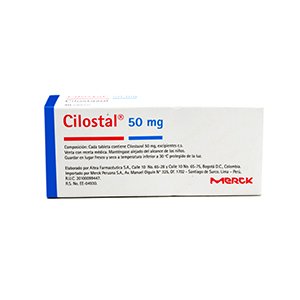 Cilostal® 50 mg
Composición: Cada tableta contiene Cilostazol 50 mg, excipientes c.s.
Venta con receta médica. Manténgase alejado del alcance de los niños.
Guardar en lugar fresco y seco a temperatura inferior a 30 °C protegido de la luz.
Elaborado por Altea Farmacéutica S.A., Calle 10 No. 65-28 y Calle 10 No. 65-75, Bogotá D.C., Colombia.
Importado por Merck Peruana S.A., Av. Manuel Olguín N° 325, Of. 1702 - Santiago de Surco. Lima - Perú.
R.U.C. 20100099447.
R.S. No. EE-04930.
MERCK